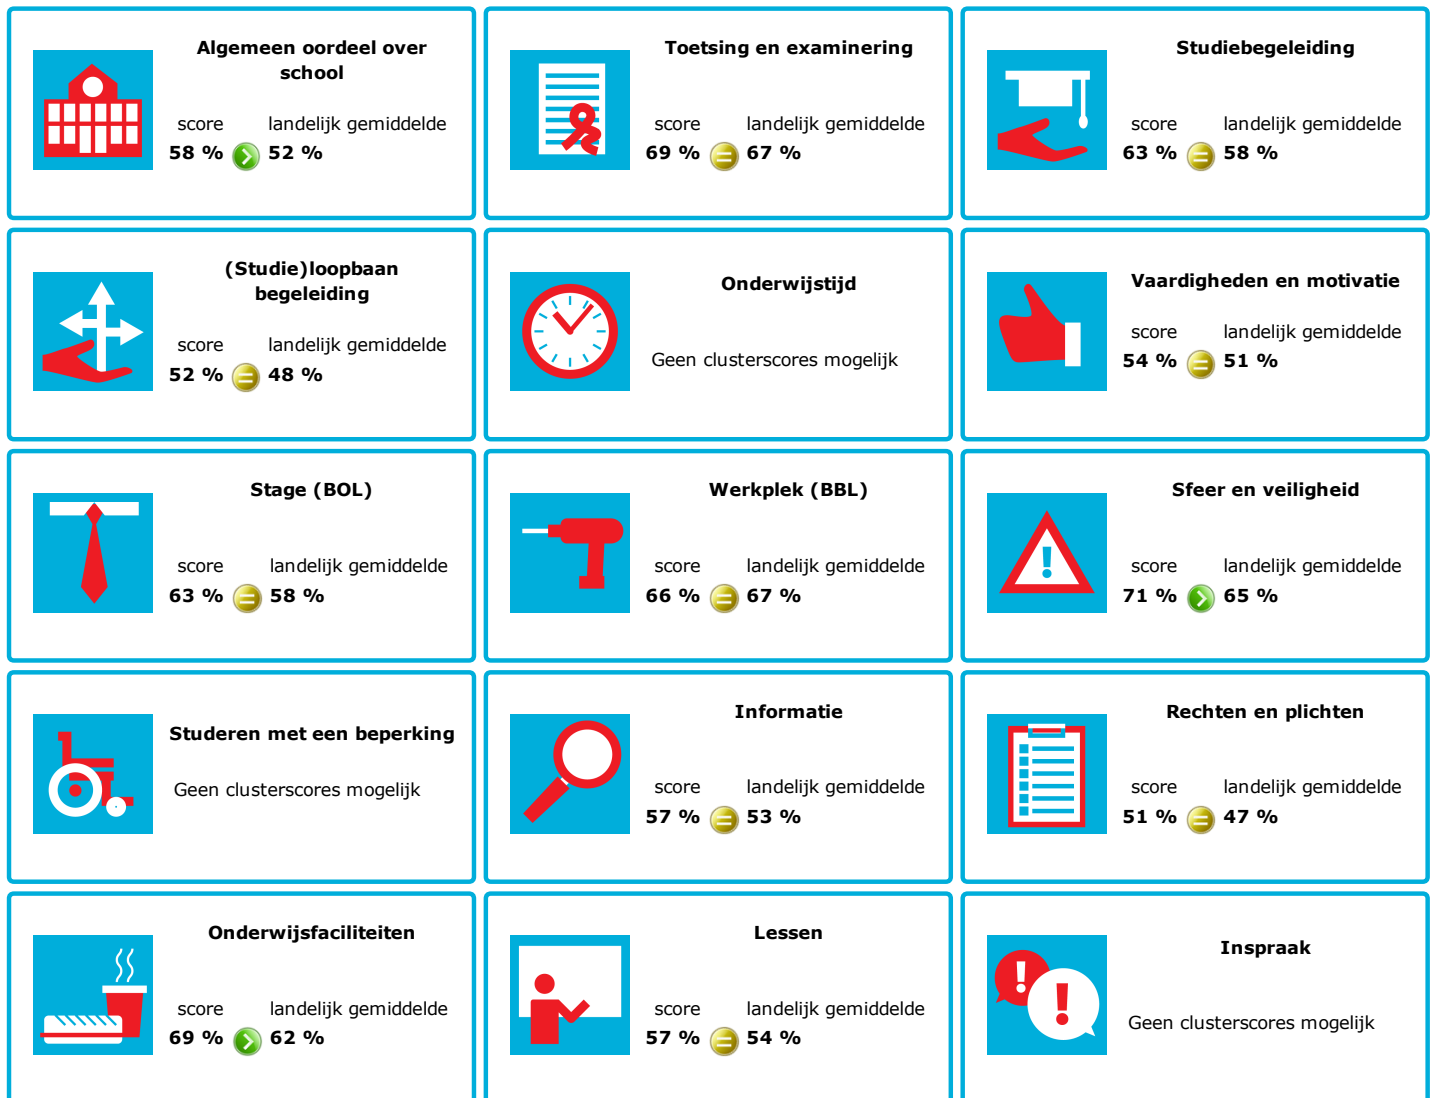 Algemeen oordeel over
school
score landelijk gemiddelde
58 % 52 %
Toetsing en examinering
score landelijk gemiddelde
69 % = 67 %
Studiebegeleiding
score landelijk gemiddelde
63 % = 58 %
(Studie)loopbaan
begeleiding
score landelijk gemiddelde
52 % = 48 %
Onderwijstijd
Geen clusterscores mogelijk
Vaardigheden en motivatie
score landelijk gemiddelde
54 % = 51 %
Stage (BOL)
score landelijk gemiddelde
63 % = 58 %
Werkplek (BBL)
score landelijk gemiddelde
66 % = 67 %
Sfeer en veiligheid
score landelijk gemiddelde
71 % 65 %
Studeren met een beperking
Geen clusterscores mogelijk
Informatie
score landelijk gemiddelde
57 % = 53 %
Rechten en plichten
score landelijk gemiddelde
51 % = 47 %
Onderwijsfaciliteiten
score landelijk gemiddelde
69 % 62 %
Lessen
score landelijk gemiddelde
57 % = 54 %
Inspraak
Geen clusterscores mogelijk